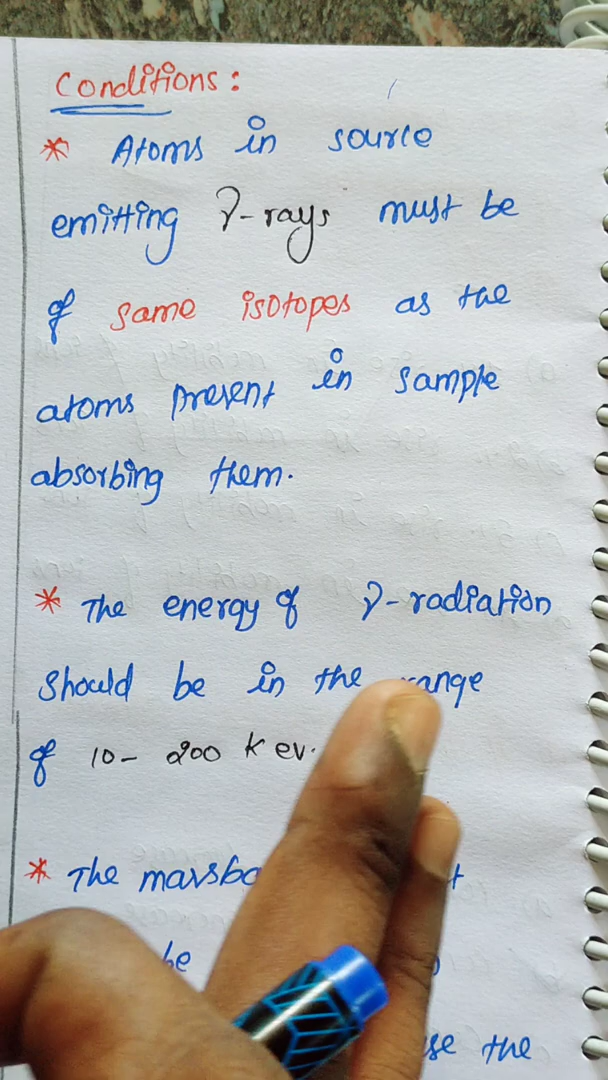 Conditions:
* Atoms in source
emitting γ-rays must be
of same isotopes as the
atoms present in sample
absorbing them.
* The energy of γ-radiation
should be in the range
of 10- 200 Kev.
* The
be
the